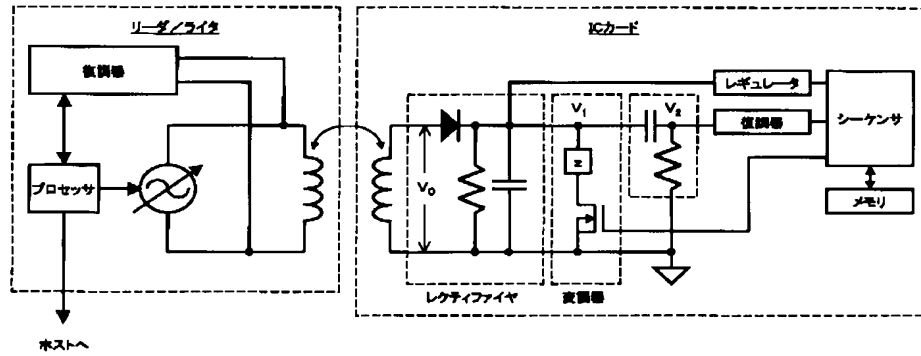 リーダ/ライタ
ICカード
復調器
レギュレータ
V1
V2
復調器
シーケンサ
Z
プロセッサ
V0
メモリ
レクティファイヤ
変調器
ホストへ